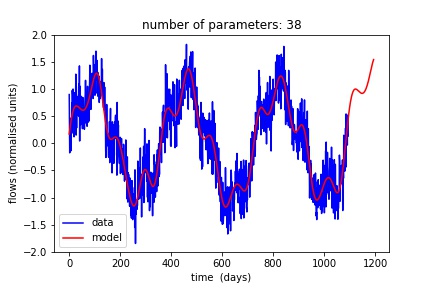 number of parameters: 38
2.0
1.5
1.0
0.5
0.0
−0.5
−1.0
−1.5
−2.0
flows (normalised units)
data
model
0 200 400 600 800 1000 1200
time (days)